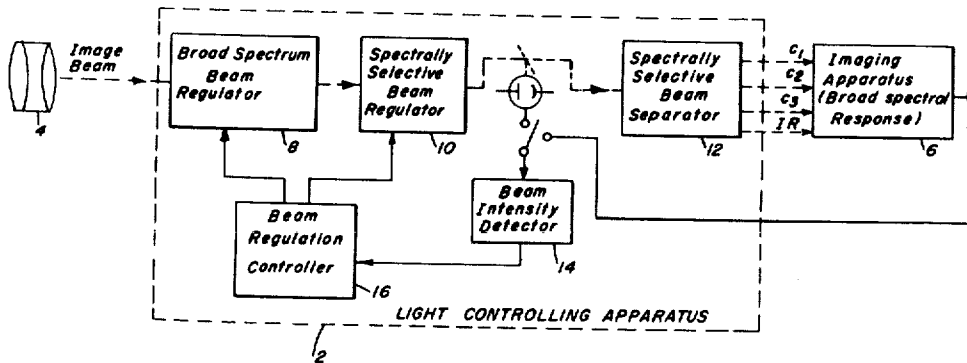 Image
Beam
4
Broad Spectrum
Beam
Regulator
8
Spectrally
Selective
Beam
Regulator
10
Spectrally
Selective
Beam
Separator
12
C1
C2
C3
IR
Imaging
Apparatus
(Broad spectral
Response)
6
Beam
Intensity
Detector
14
Beam
Regulation
Controller
16
LIGHT CONTROLLING APPARATUS
2